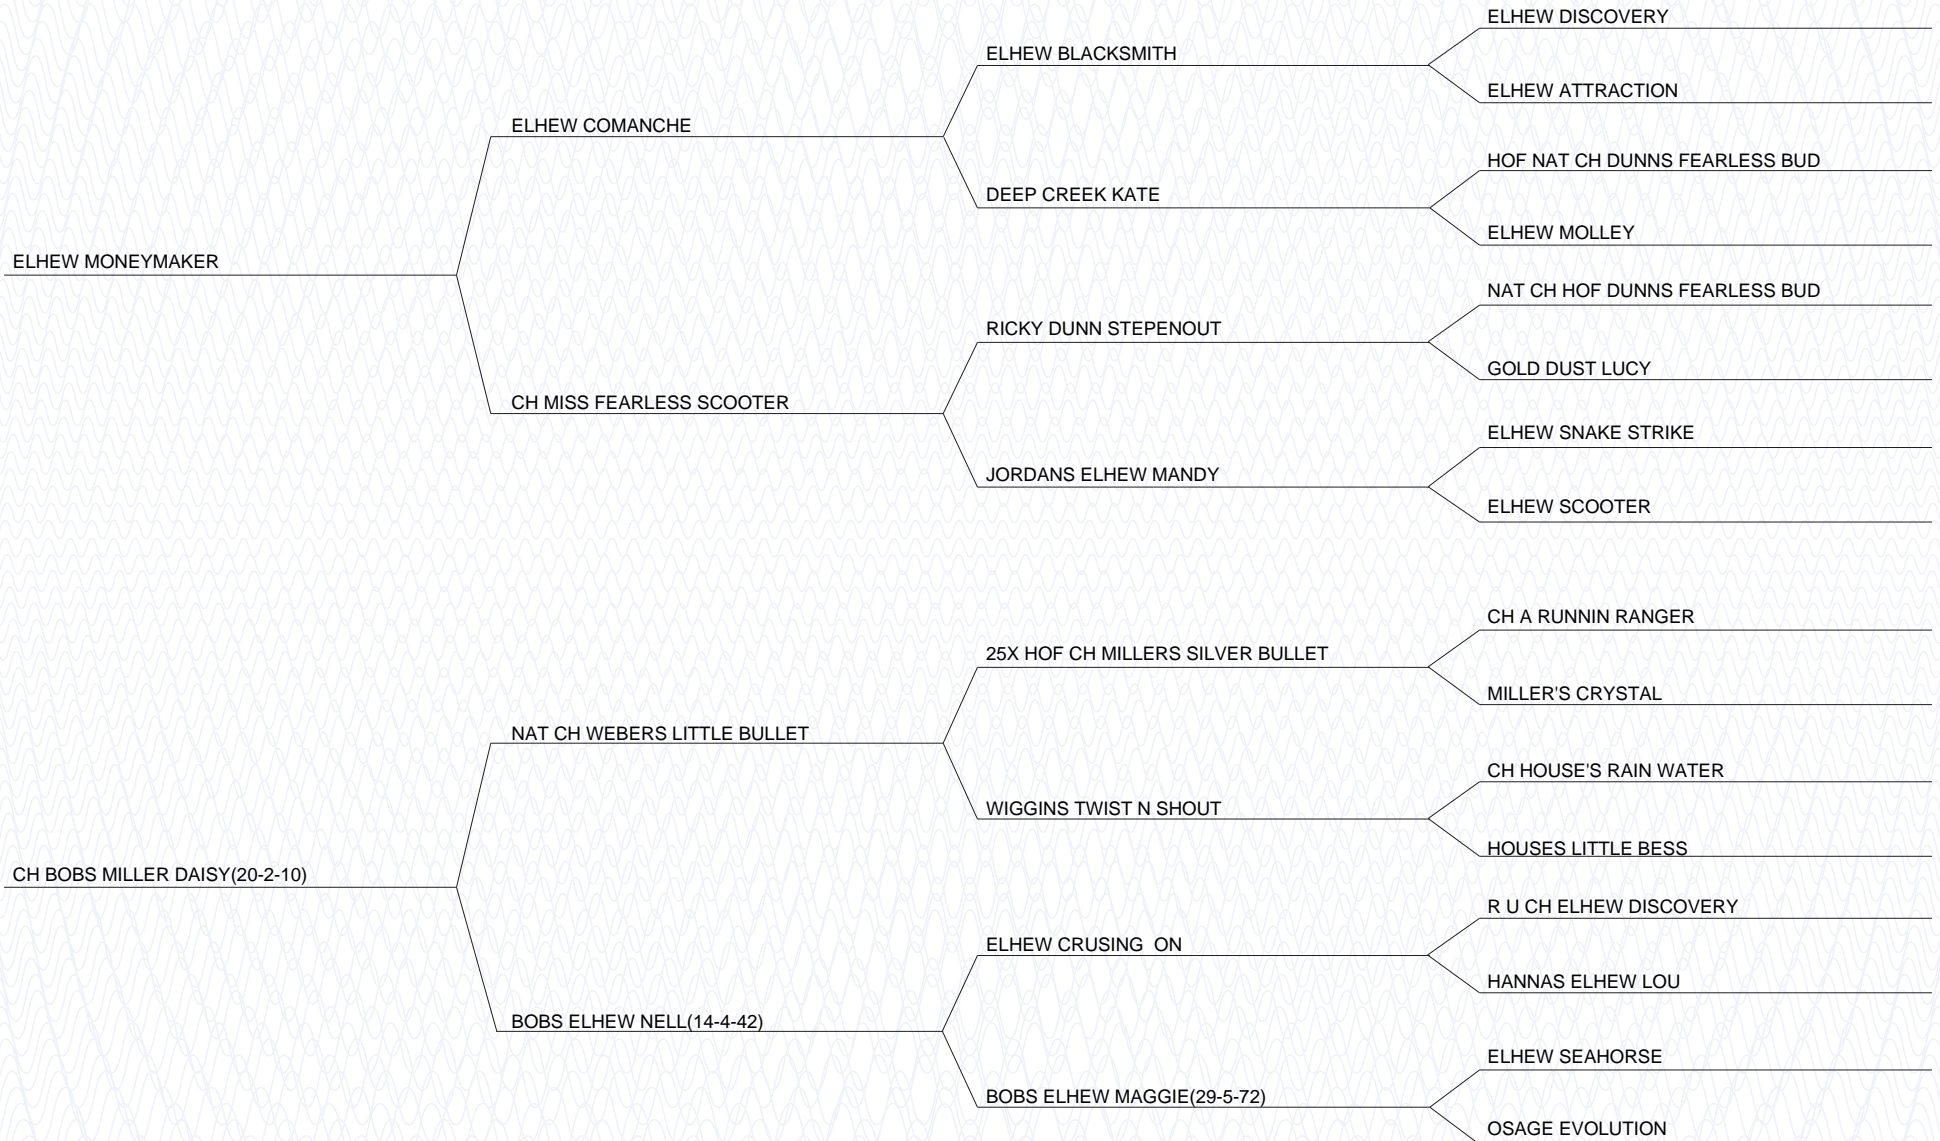 ELHEW DISCOVERY
ELHEW BLACKSMITH
ELHEW ATTRACTION
ELHEW COMANCHE
HOF NAT CH DUNNS FEARLESS BUD
DEEP CREEK KATE
ELHEW MOLLEY
ELHEW MONEYMAKER
NAT CH HOF DUNNS FEARLESS BUD
RICKY DUNN STEPENOUT
GOLD DUST LUCY
CH MISS FEARLESS SCOOTER
ELHEW SNAKE STRIKE
JORDANS ELHEW MANDY
ELHEW SCOOTER
CH A RUNNIN RANGER
25X HOF CH MILLERS SILVER BULLET
MILLER'S CRYSTAL
NAT CH WEBERS LITTLE BULLET
CH HOUSE'S RAIN WATER
WIGGINS TWIST N SHOUT
HOUSES LITTLE BESS
CH BOBS MILLER DAISY(20-2-10)
R U CH ELHEW DISCOVERY
ELHEW CRUSING  ON
HANNAS ELHEW LOU
BOBS ELHEW NELL(14-4-42)
ELHEW SEAHORSE
BOBS ELHEW MAGGIE(29-5-72)
OSAGE EVOLUTION